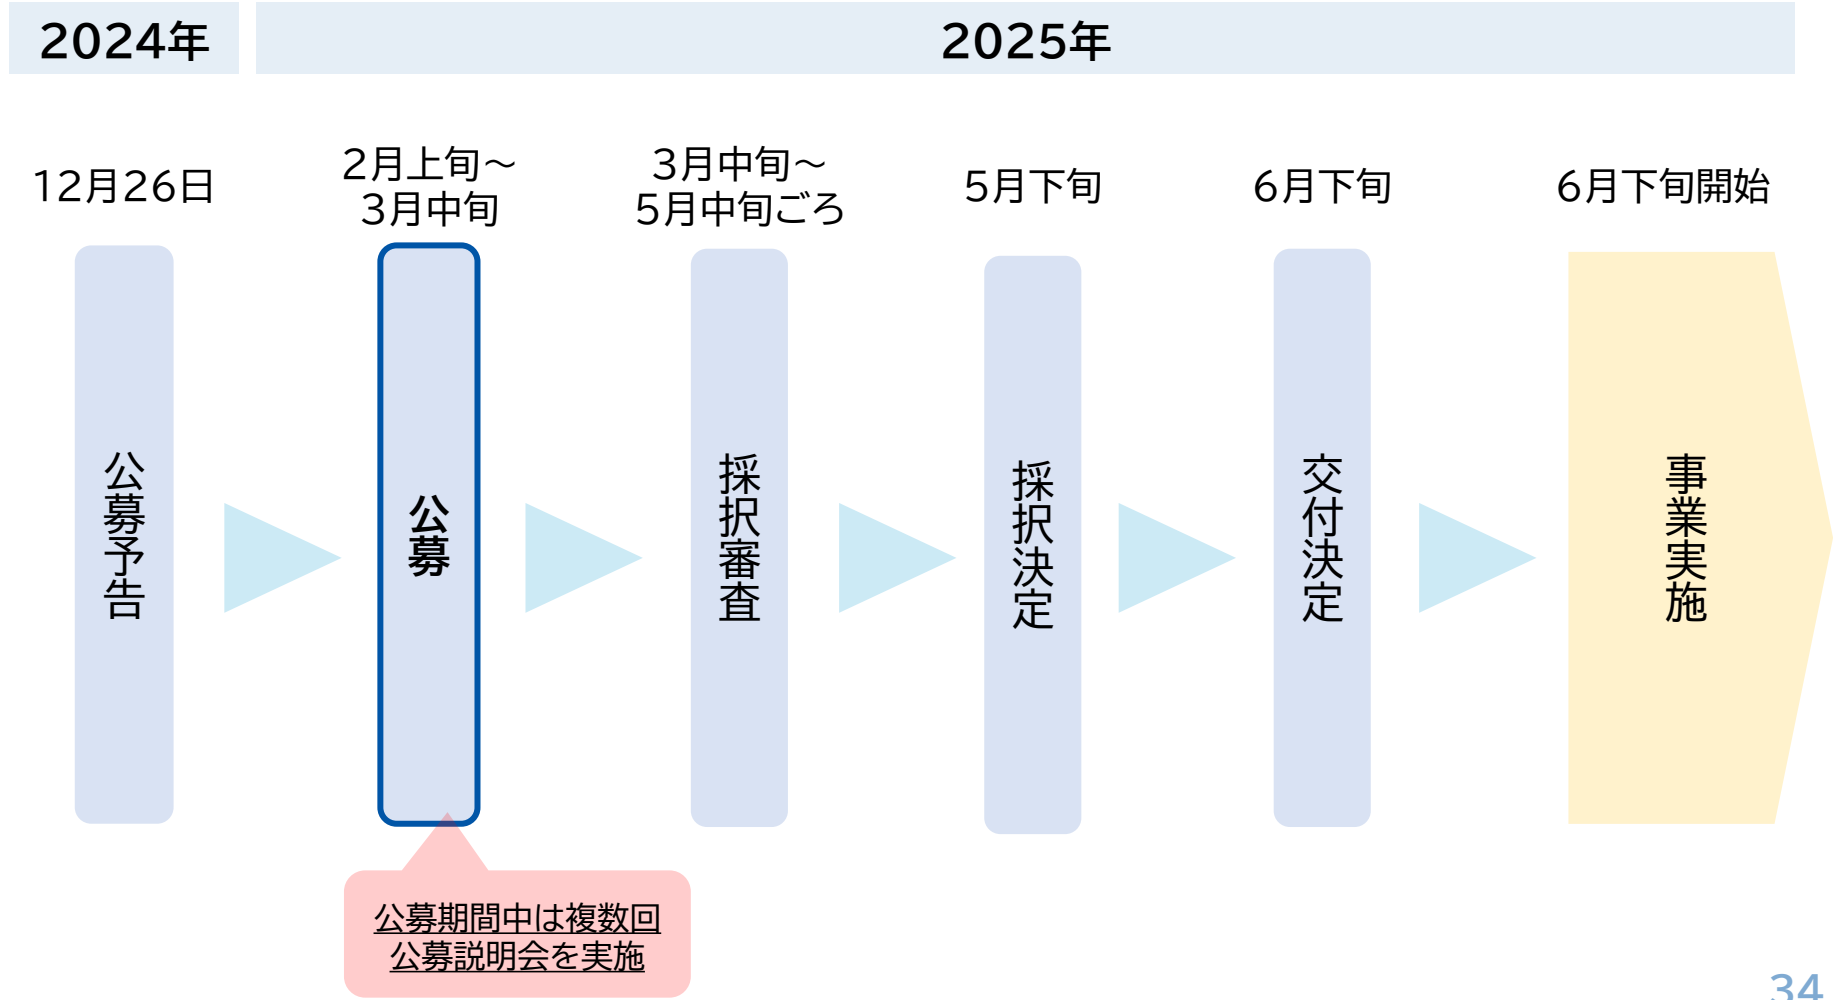 2024年
2025年
12月26日
2月上旬～
3月中旬
3月中旬～
5月中旬ごろ
5月下旬
6月下旬
6月下旬開始
公募予告
公募
採択審査
採択決定
交付決定
事業実施
公募期間中は複数回
公募説明会を実施
34